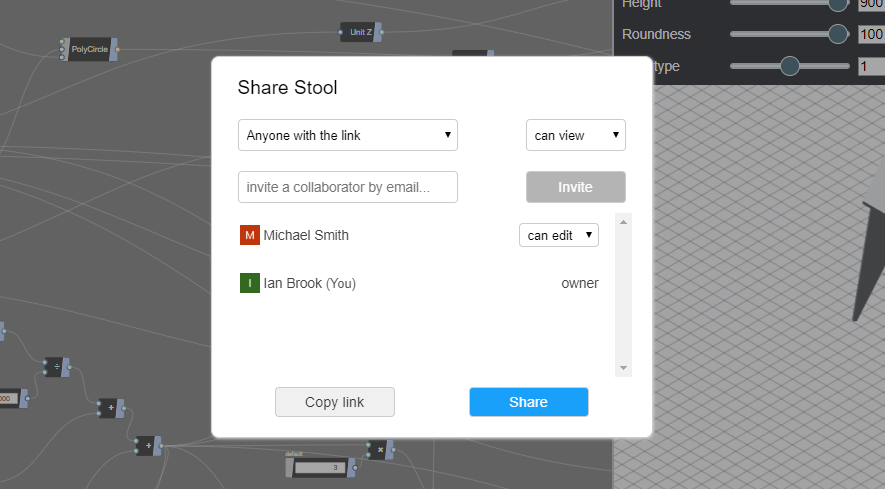 Height 900
PolyCircle
Unit Z
Roundness 100
type 1
Share Stool
Anyone with the link can view
invite a collaborator by email... Invite
M Michael Smith can edit
I Ian Brook (You) owner
÷
000
+
+
Copy link Share
default
3
×